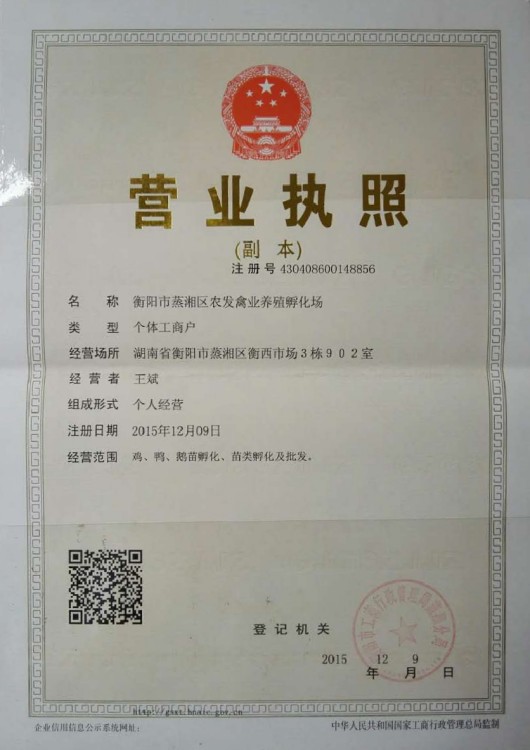 营业执照
(副 本)
注册号 430408600148856
名 称 衡阳市蒸湘区农发禽业养殖孵化场
类 型 个体工商户
经营场所 湖南省衡阳市蒸湘区衡西市场3栋902室
经营者 王斌
组成形式 个人经营
注册日期 2015年12月09日
经营范围 鸡、鸭、鹅苗孵化、苗类孵化及批发。
登记机关
2015 12 9
年 月 日
企业信用信息公示系统网址:
中华人民共和国国家工商行政管理总局监制